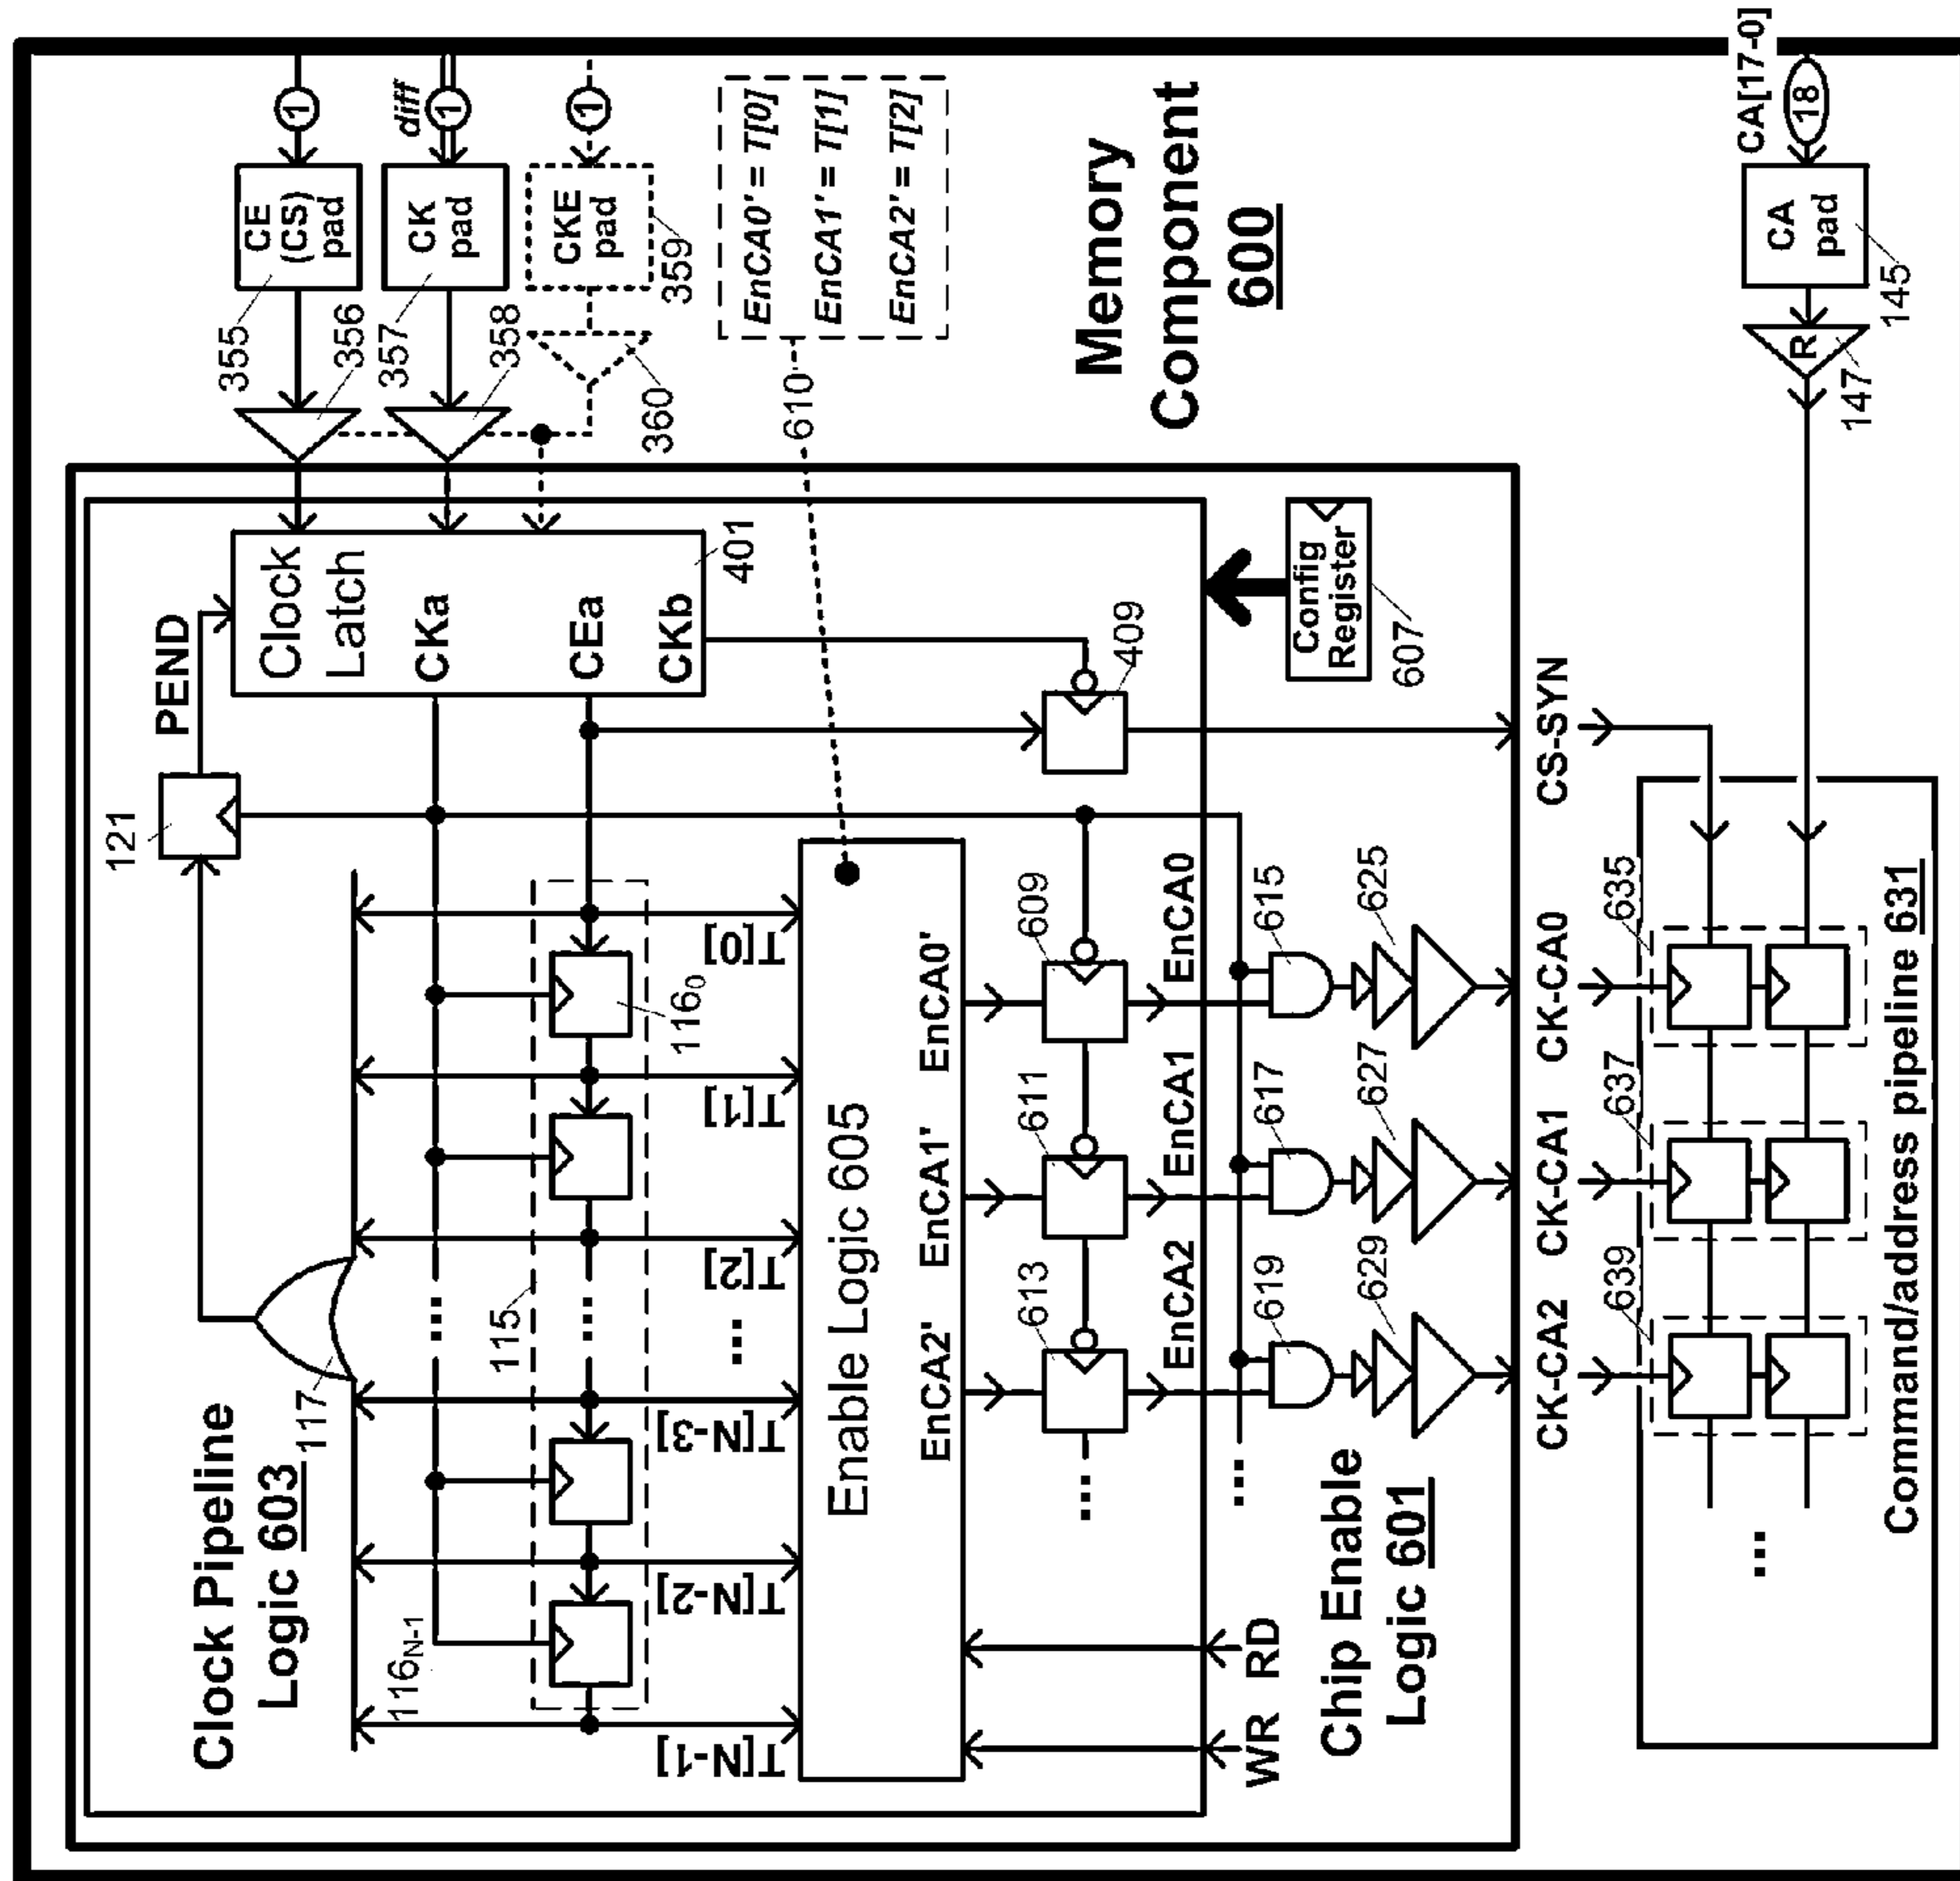 Memory
Component
600
CE
(CS)
pad
355
356
1
diff
CK
pad
357
358
1
CKE
pad
359
360
1
EnCA0' = T[0]
EnCA1' = T[1]
EnCA2' = T[2]
610
CA[17-0]
18
CA
pad
145
R
147
Clock Pipeline
Logic 603
117
121
PEND
Clock
Latch
CKa
CEa
CKb
401
409
115
116N-1
1160
...
...
...
T[N-1]
T[N-2]
T[N-3]
T[2]
T[1]
T[0]
Enable Logic 605
EnCA2'
EnCA1'
EnCA0'
613
611
609
...
EnCA2
EnCA1
EnCA0
Config
Register
607
WR
RD
...
619
617
615
629
627
625
Chip Enable
Logic 601
CK-CA2
CK-CA1
CK-CA0
CS-SYN
639
637
635
...
Command/address pipeline 631